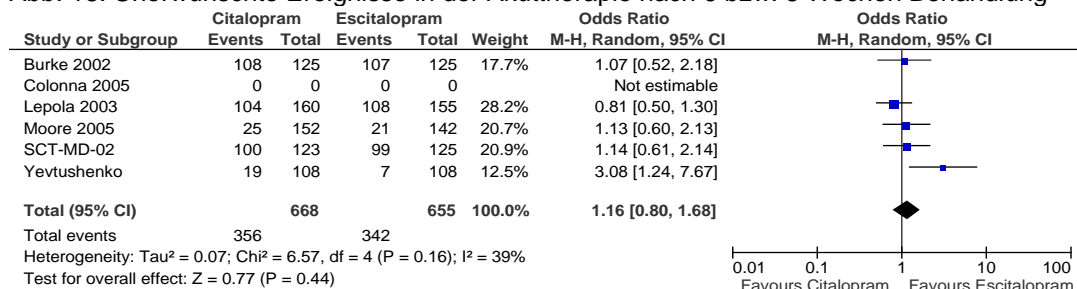 Citalopram Escitalopram Odds Ratio Odds Ratio
Study or Subgroup Events Total Events Total Weight M-H, Random, 95% CI M-H, Random, 95% CI
Burke 2002 108 125 107 125 17.7% 1.07 [0.52, 2.18]
Colonna 2005 0 0 0 0 Not estimable
Lepola 2003 104 160 108 155 28.2% 0.81 [0.50, 1.30]
Moore 2005 25 152 21 142 20.7% 1.13 [0.60, 2.13]
SCT-MD-02 100 123 99 125 20.9% 1.14 [0.61, 2.14]
Yevtushenko 19 108 7 108 12.5% 3.08 [1.24, 7.67]
Total (95% CI) 668 655 100.0% 1.16 [0.80, 1.68]
Total events 356 342
Heterogeneity: Tau² = 0.07; Chi² = 6.57, df = 4 (P = 0.16); I² = 39%
Test for overall effect: Z = 0.77 (P = 0.44)
0.01 0.1 1 10 100
Favours Citalopram Favours Escitalopram